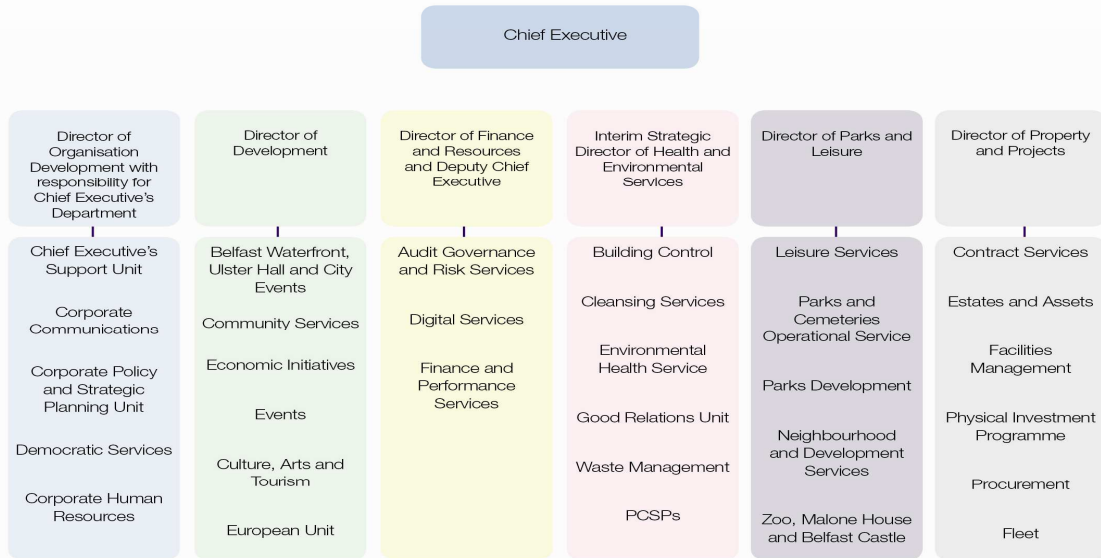 Chief Executive
Director of
Organisation
Development with
responsibility for
Chief Executive's
Department
Director of
Development
Director of Finance
and Resources
and Deputy Chief
Executive
Interim Strategic
Director of Health and
Environmental
Services
Director of Parks and
Leisure
Director of Property
and Projects
Chief Executive's
Support Unit
Corporate
Communications
Corporate Policy
and Strategic
Planning Unit
Democratic Services
Corporate Human
Resources
Belfast Waterfront,
Ulster Hall and City
Events
Community Services
Economic Initiatives
Events
Culture, Arts and
Tourism
European Unit
Audit Governance
and Risk Services
Digital Services
Finance and
Performance
Services
Building Control
Cleansing Services
Environmental
Health Service
Good Relations Unit
Waste Management
PCSPs
Leisure Services
Parks and
Cemeteries
Operational Service
Parks Development
Neighbourhood
and Development
Services
Zoo, Malone House
and Belfast Castle
Contract Services
Estates and Assets
Facilities
Management
Physical Investment
Programme
Procurement
Fleet